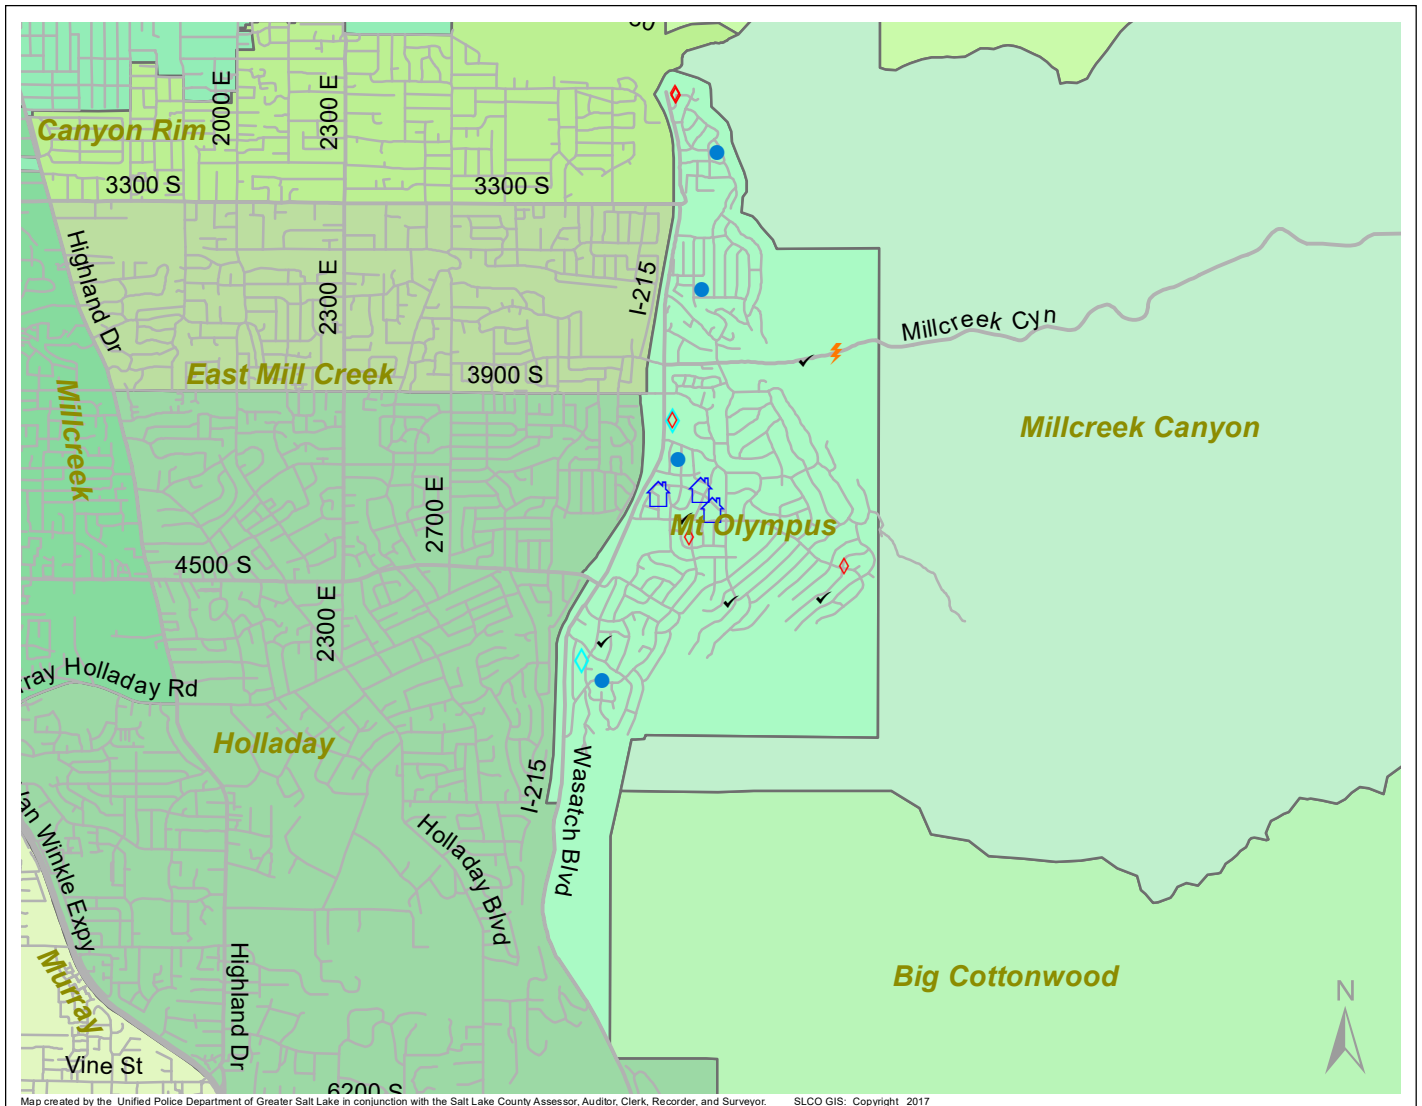 2000 E
2300 E
Canyon Rim
3300 S
3300 S
Highland Dr
2300 E
I-215
Millcreek Cyn
East Mill Creek
3900 S
Millcreek
Millcreek Canyon
2700 E
Mt Olympus
4500 S
2300 E
ray Holladay Rd
Holladay
I-215
Wasatch Blvd
Holladay Blvd
an Winkle Expy
Murray
Highland Dr
Big Cottonwood
N
Vine St
6200 S
Map created by the Unified Police Department of Greater Salt Lake in conjunction with the Salt Lake County Assessor, Auditor, Clerk, Recorder, and Surveyor. SLCO GIS: Copyright 2017